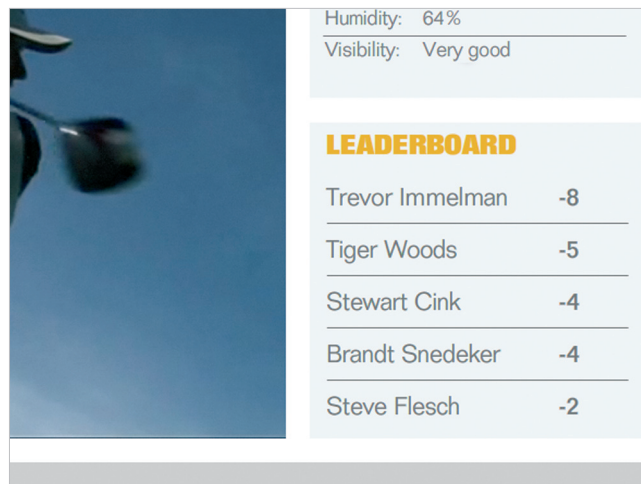 Humidity: 64%
Visibility: Very good
LEADERBOARD
Trevor Immelman -8
Tiger Woods -5
Stewart Cink -4
Brandt Snedeker -4
Steve Flesch -2